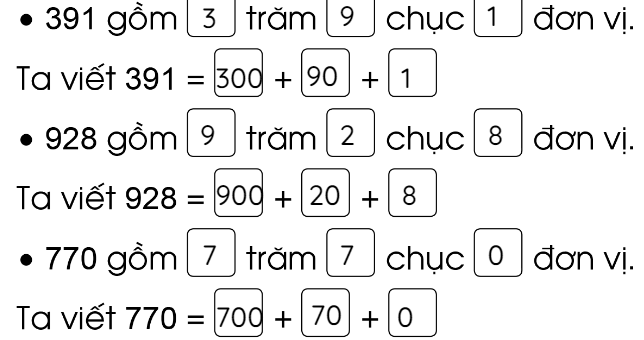 • 391 gồm 3 trăm 9 chục 1 đơn vị.
Ta viết 391 = 300 + 90 + 1
• 928 gồm 9 trăm 2 chục 8 đơn vị.
Ta viết 928 = 900 + 20 + 8
• 770 gồm 7 trăm 7 chục 0 đơn vị.
Ta viết 770 = 700 + 70 + 0